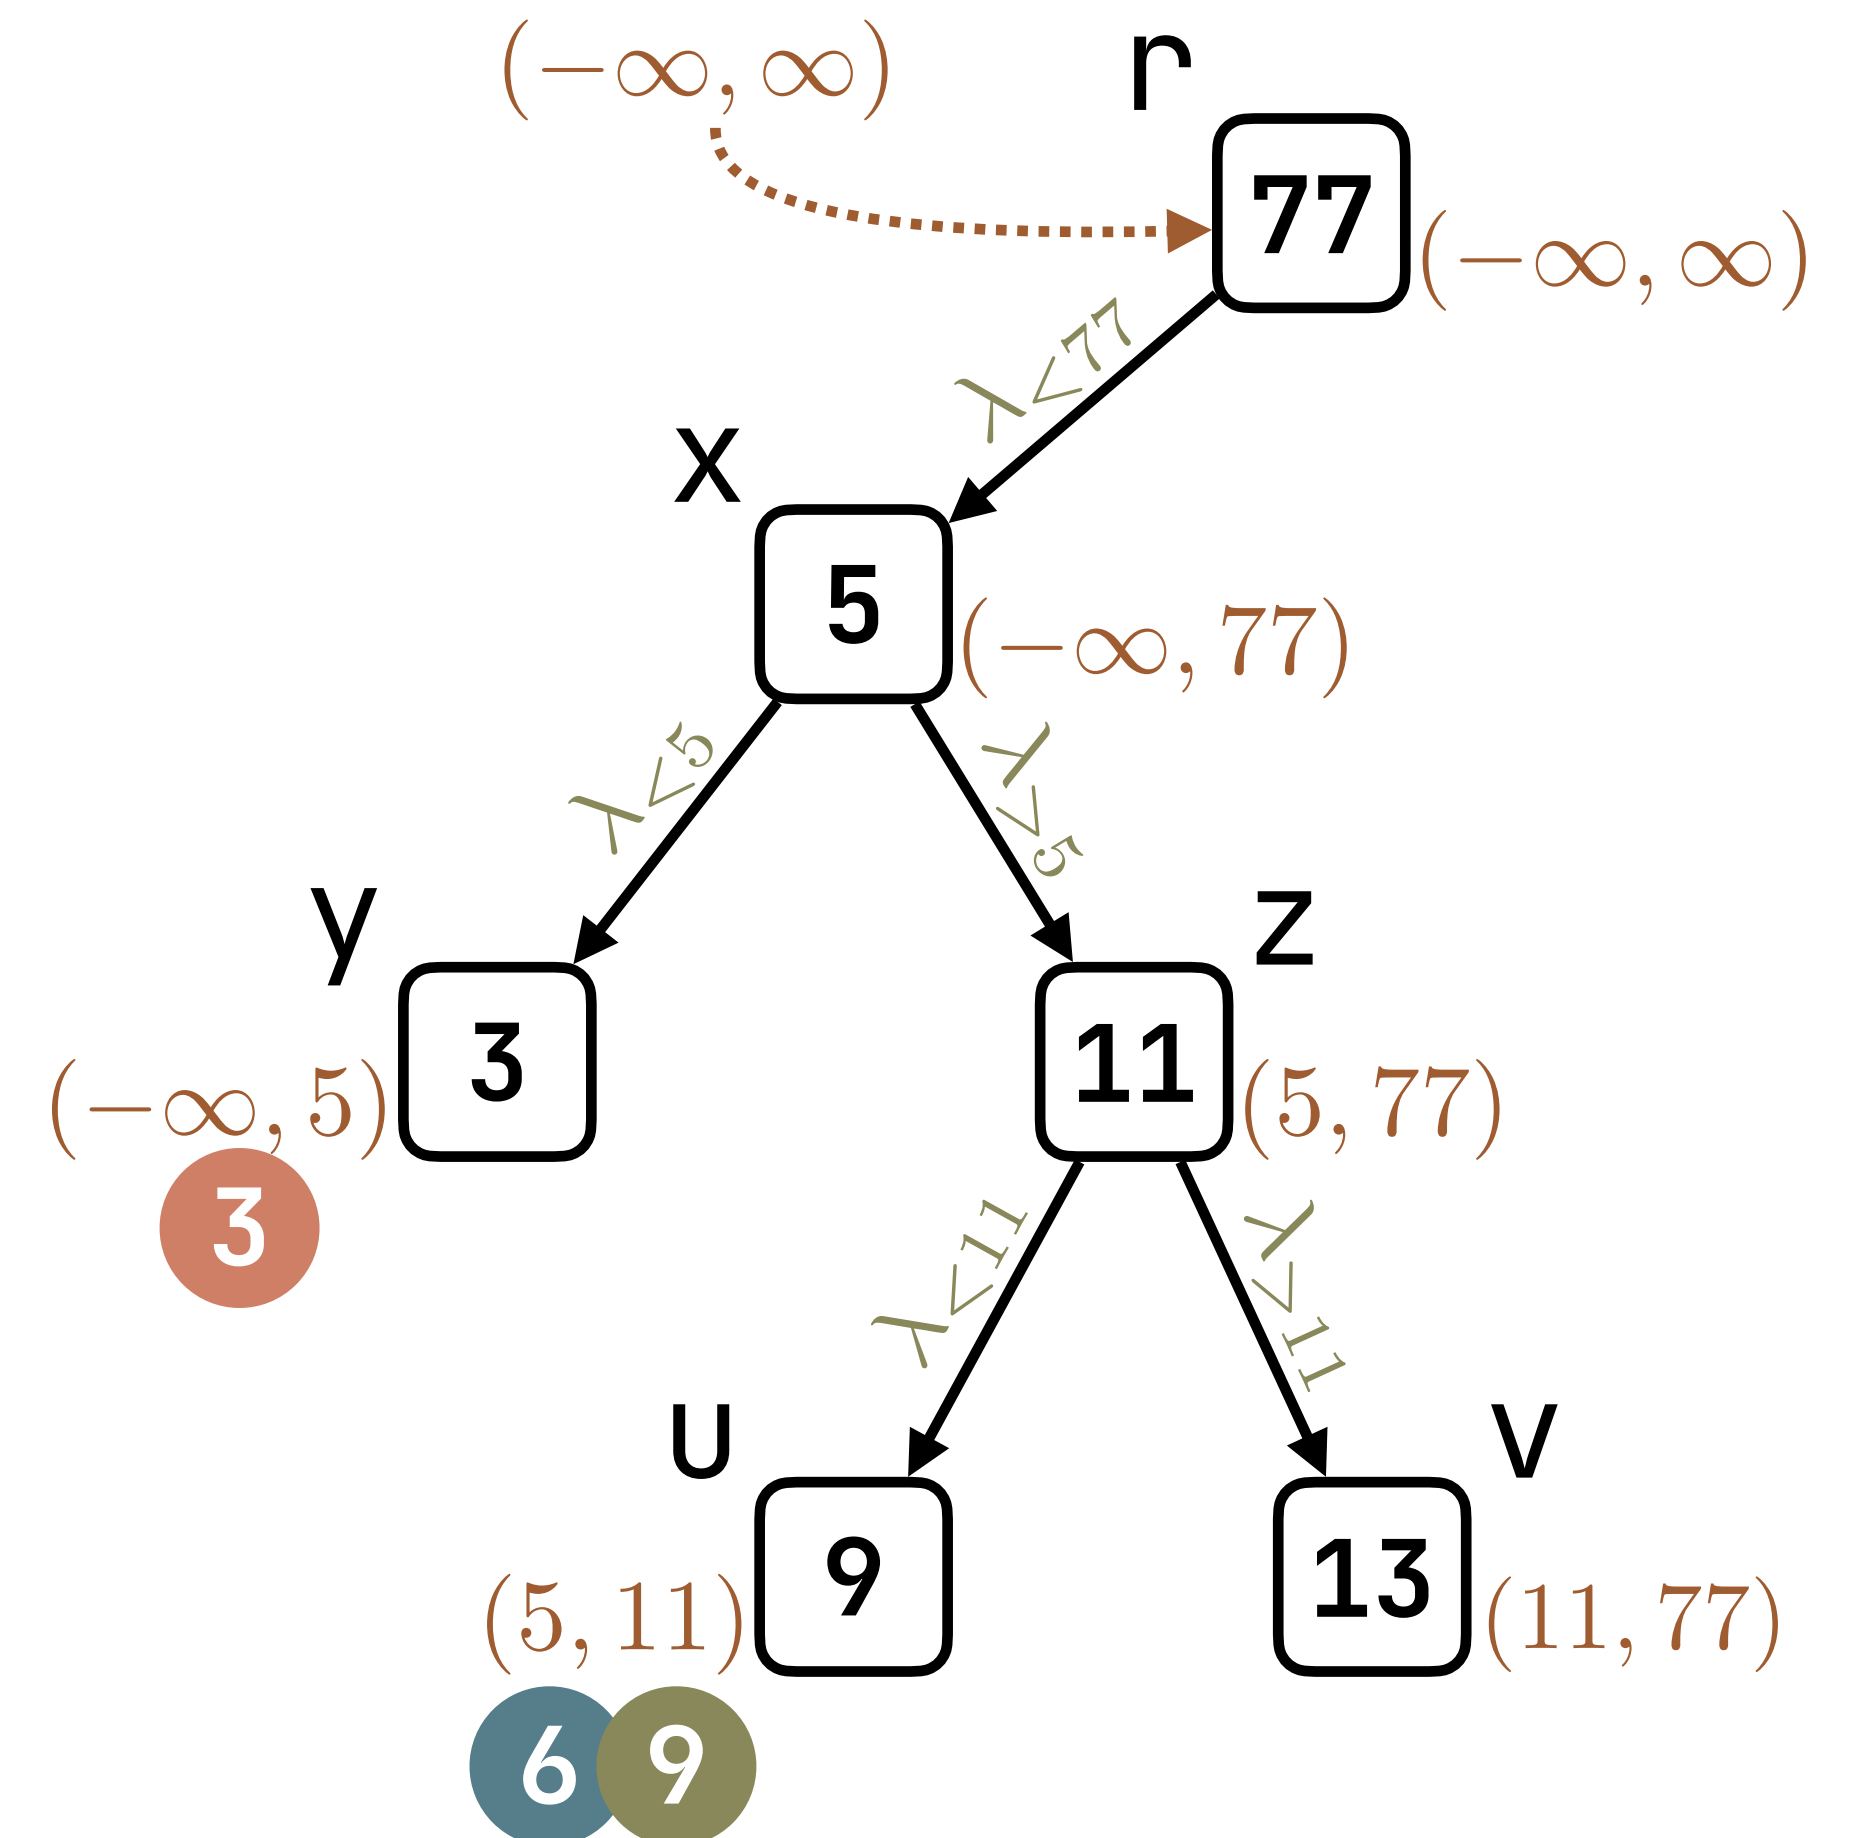 (−∞, ∞)
r
77
(−∞, ∞)
λ<77
x
5
(−∞, 77)
λ<5
λ>5
y
z
3
11
(−∞, 5)
(5, 77)
3
λ<11
λ>11
u
v
9
13
(5, 11)
(11, 77)
6 9